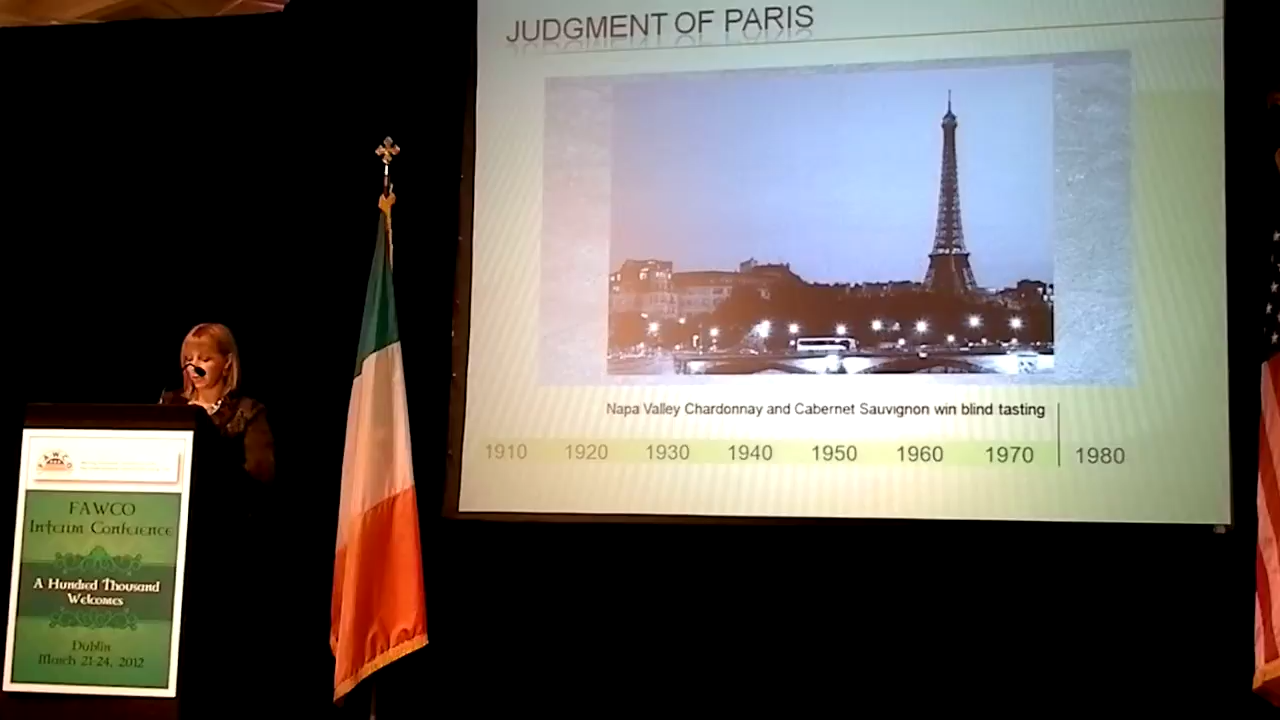 JUDGMENT OF PARIS
Napa Valley Chardonnay and Cabernet Sauvignon win blind tasting
1910 1920 1930 1940 1950 1960 1970 1980
FAWCO
Interim Conference
A Hundred Thousand
Welcomes
Dublin
March 21-24, 2012